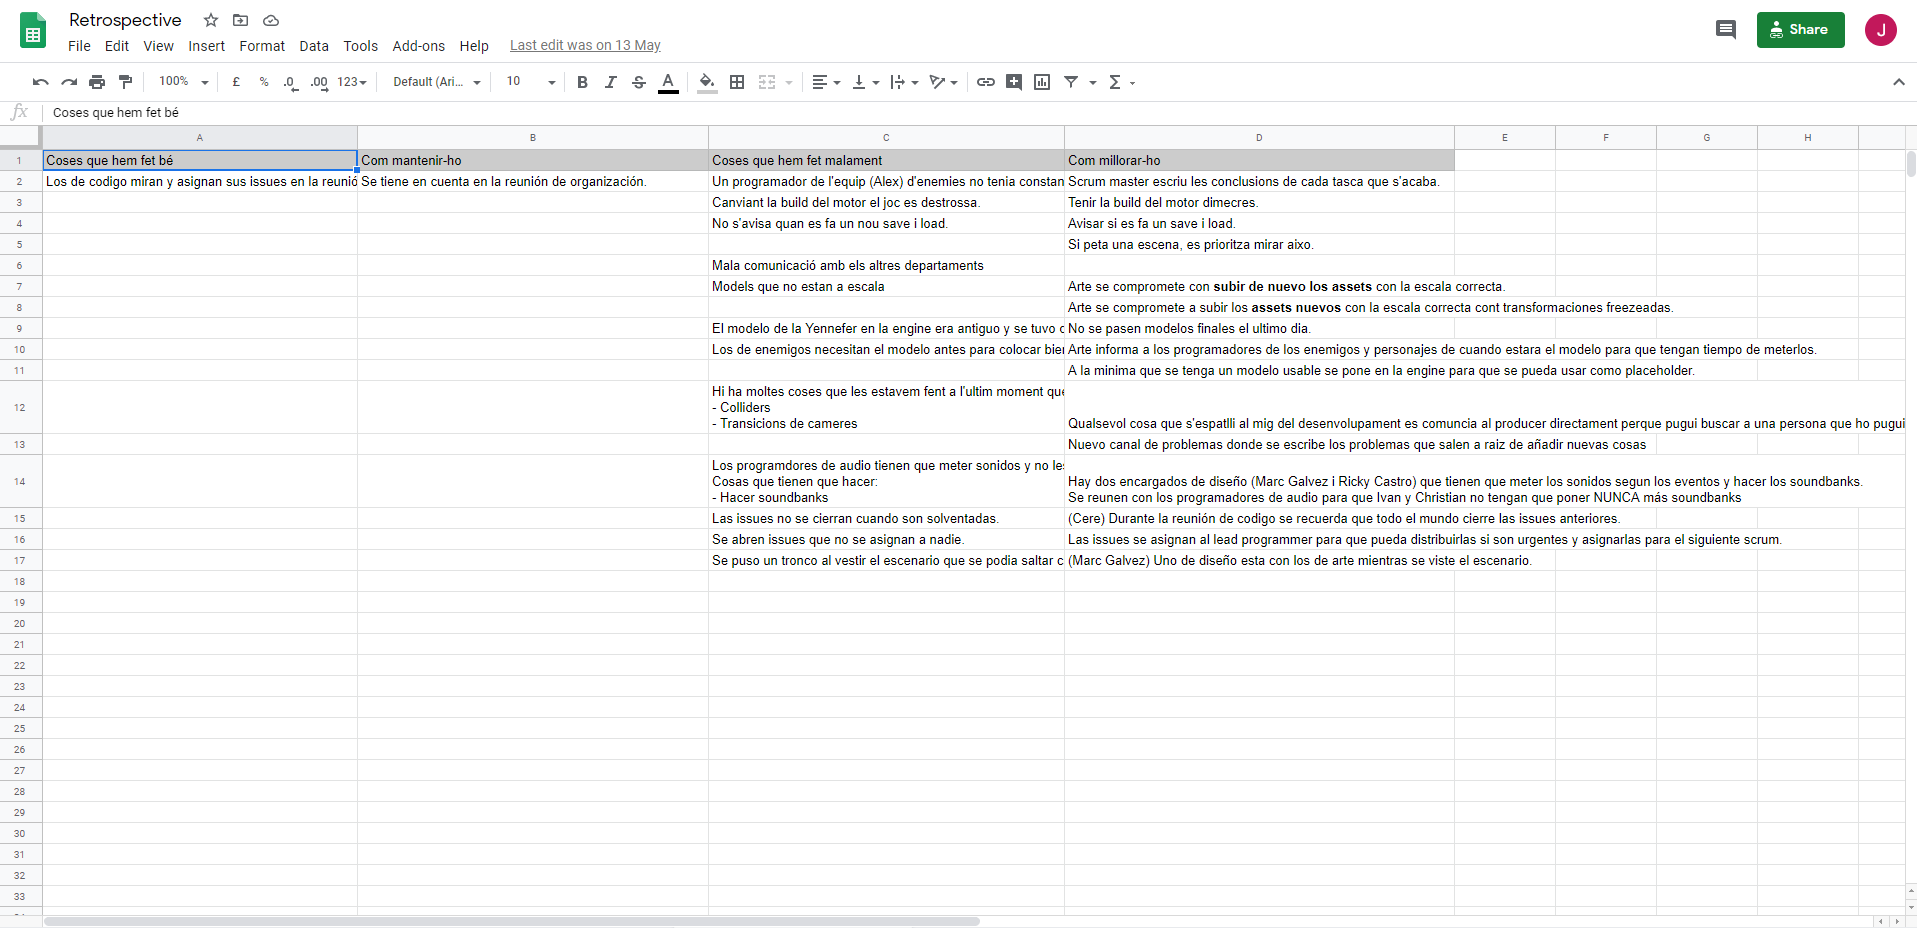 Retrospective
File Edit View Insert Format Data Tools Add-ons Help Last edit was on 13 May
Share
J
100% £ % .0 .00 123 Default (Ari... 10 B I S A Σ
fx Coses que hem fet bé
A B C D E F G H
1 Coses que hem fet bé Com mantenir-ho Coses que hem fet malament Com millorar-ho
2 Los de codigo miran y asignan sus issues en la reunió Se tiene en cuenta en la reunión de organización. Un programador de l'equip (Alex) d'enemies no tenia constan Scrum master escriu les conclusions de cada tasca que s'acaba.
3 Canviant la build del motor el joc es destrossa. Tenir la build del motor dimecres.
4 No s'avisa quan es fa un nou save i load. Avisar si es fa un save i load.
5 Si peta una escena, es prioritza mirar aixo.
6 Mala comunicació amb els altres departaments
7 Models que no estan a escala Arte se compromete con subir de nuevo los assets con la escala correcta.
8 Arte se compromete a subir los assets nuevos con la escala correcta cont transformaciones freezeadas.
9 El modelo de la Yennefer en la engine era antiguo y se tuvo No se pasen modelos finales el ultimo dia.
10 Los de enemigos necesitan el modelo antes para colocar bien Arte informa a los programadores de los enemigos y personajes de cuando estara el modelo para que tengan tiempo de meterlos.
11 A la minima que se tenga un modelo usable se pone en la engine para que se pueda usar como placeholder.
Hi ha moltes coses que les estavem fent a l'ultim moment que
12 - Colliders
- Transicions de cameres Qualsevol cosa que s'espatlli al mig del desenvolupament es comuncia al producer directament perque pugui buscar a una persona que ho pugui
13 Nuevo canal de problemas donde se escribe los problemas que salen a raiz de añadir nuevas cosas
Los programdores de audio tienen que meter sonidos y no les
14 Cosas que tienen que hacer: Hay dos encargados de diseño (Marc Galvez i Ricky Castro) que tienen que meter los sonidos segun los eventos y hacer los soundbanks.
- Hacer soundbanks Se reunen con los programadores de audio para que Ivan y Christian no tengan que poner NUNCA más soundbanks
15 Las issues no se cierran cuando son solventadas. (Cere) Durante la reunión de codigo se recuerda que todo el mundo cierre las issues anteriores.
16 Se abren issues que no se asignan a nadie. Las issues se asignan al lead programmer para que pueda distribuirlas si son urgentes y asignarlas para el siguiente scrum.
17 Se puso un tronco al vestir el escenario que se podia saltar c (Marc Galvez) Uno de diseño esta con los de arte mientras se viste el escenario.
18
19
20
21
22
23
24
25
26
27
28
29
30
31
32
33